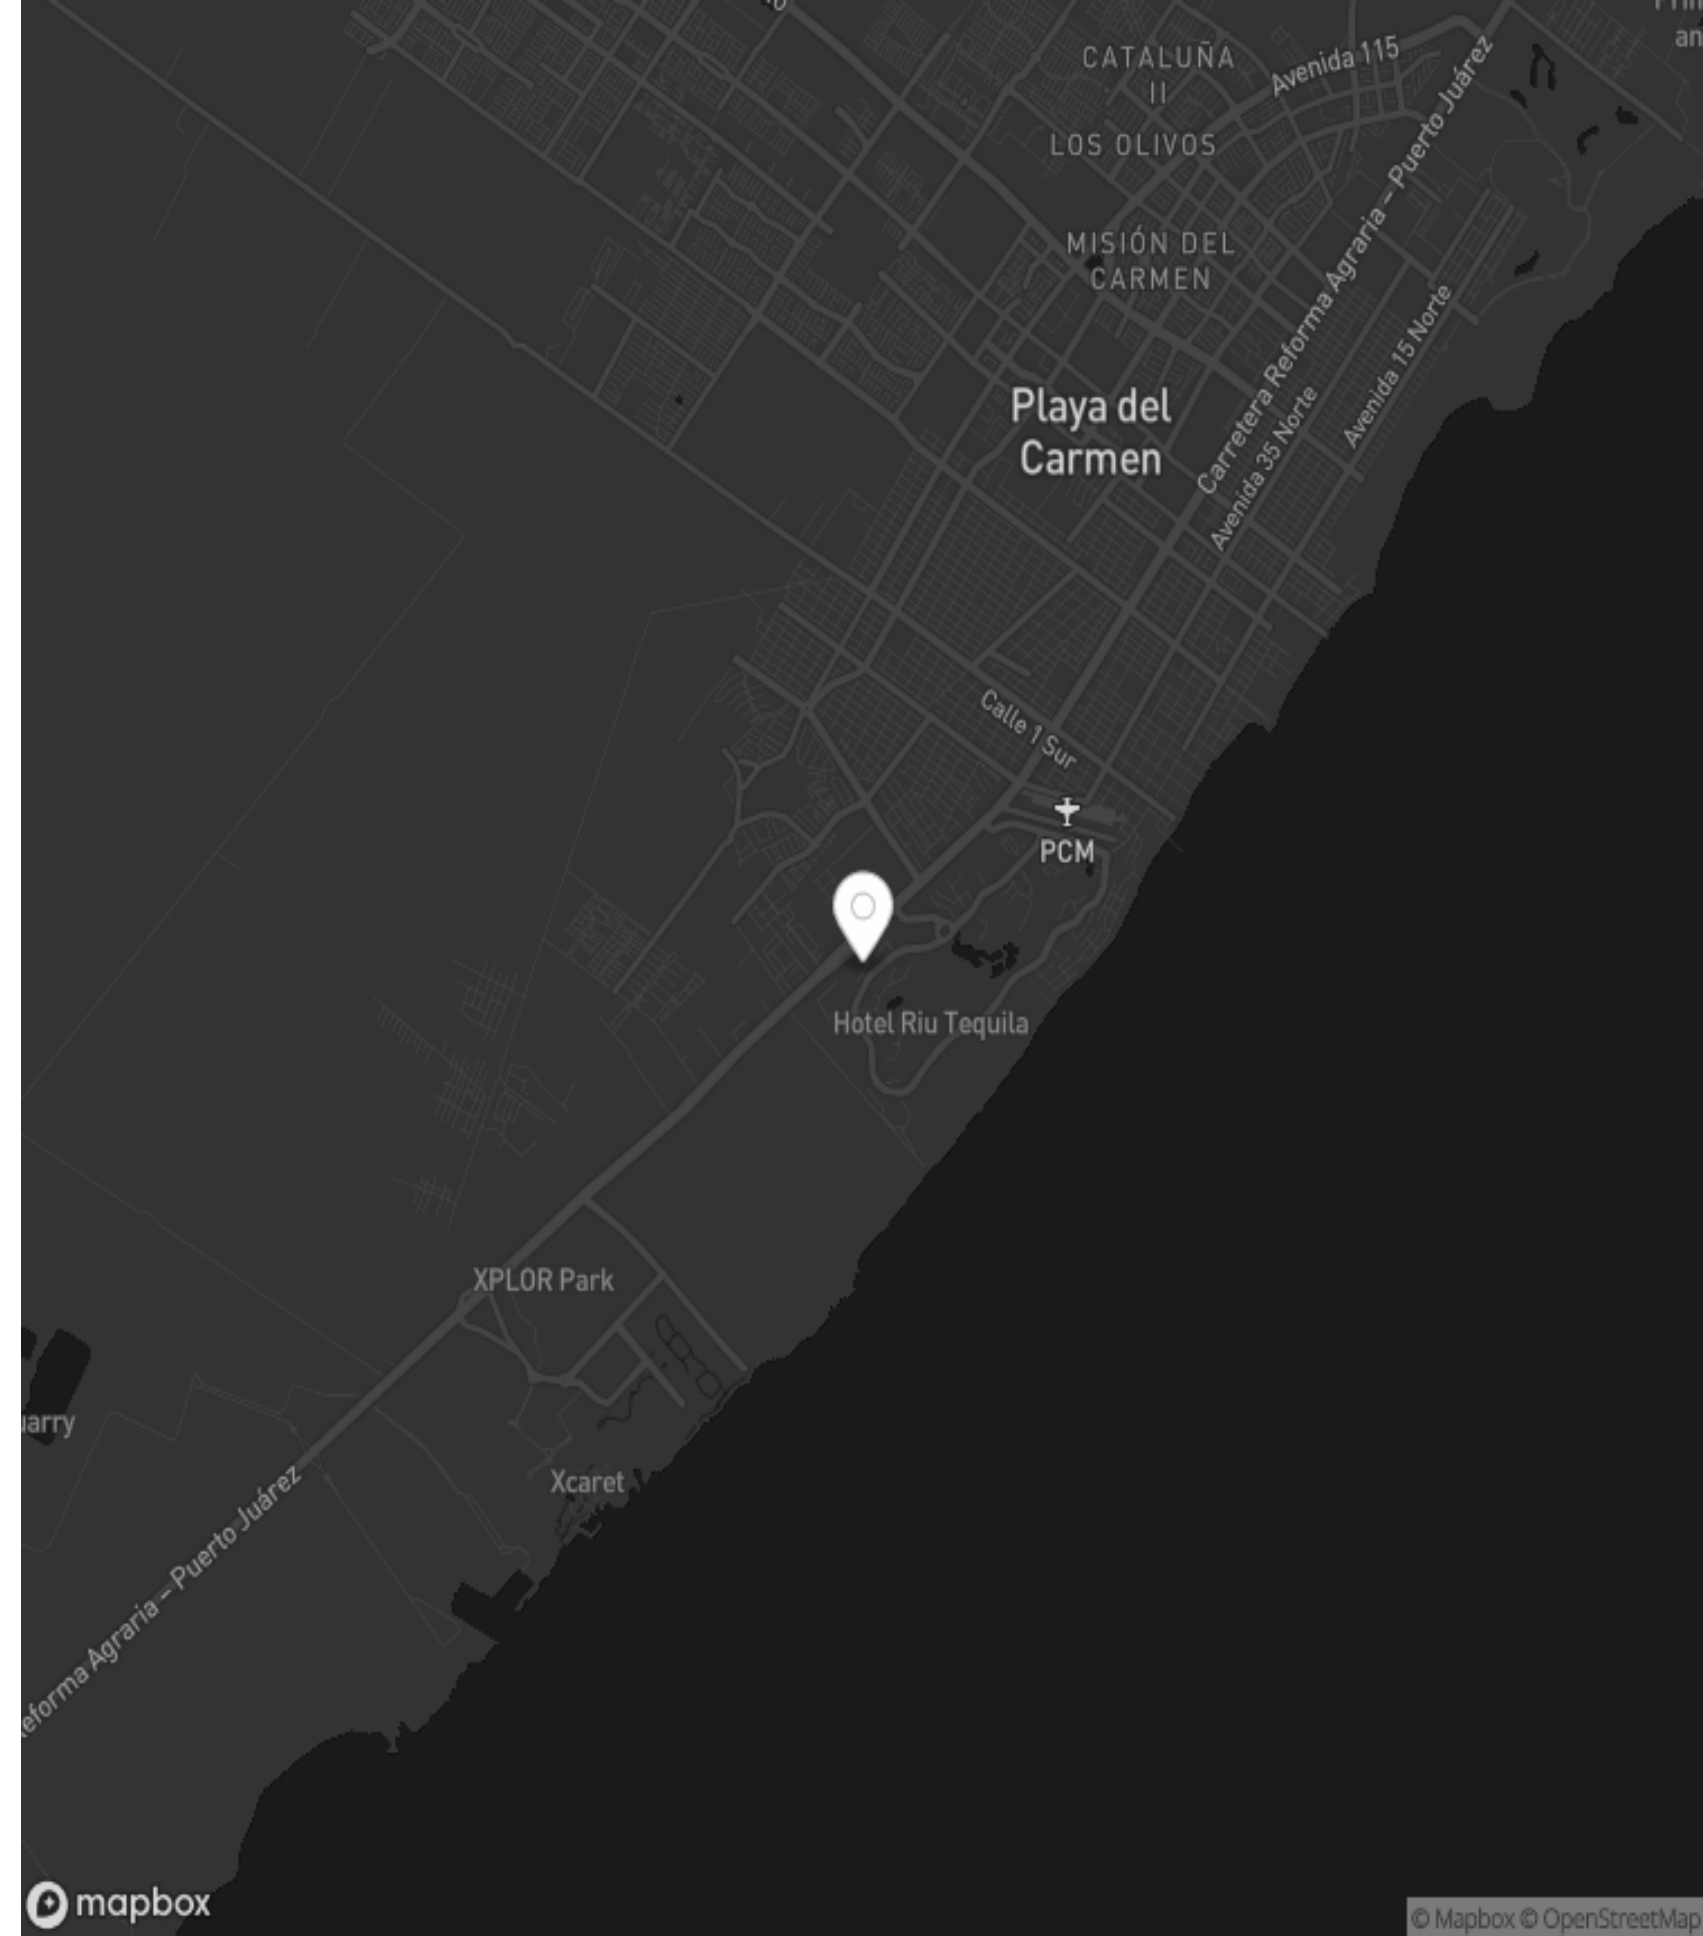 CATALUÑA
II
Avenida 115
LOS OLIVOS
MISIÓN DEL
CARMEN
Carretera Reforma Agraria – Puerto Juárez
Avenida 15 Norte
Avenida 35 Norte
Playa del
Carmen
Calle 1 Sur
PCM
Hotel Riu Tequila
XPLOR Park
Xcaret
Agraria – Puerto Juárez
mapbox
© Mapbox © OpenStreetMap